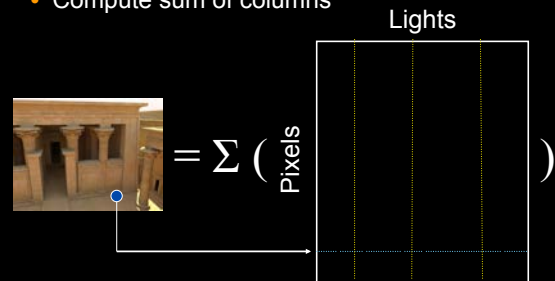 • Compute sum of columns
Lights
= Σ (
Pixels
)